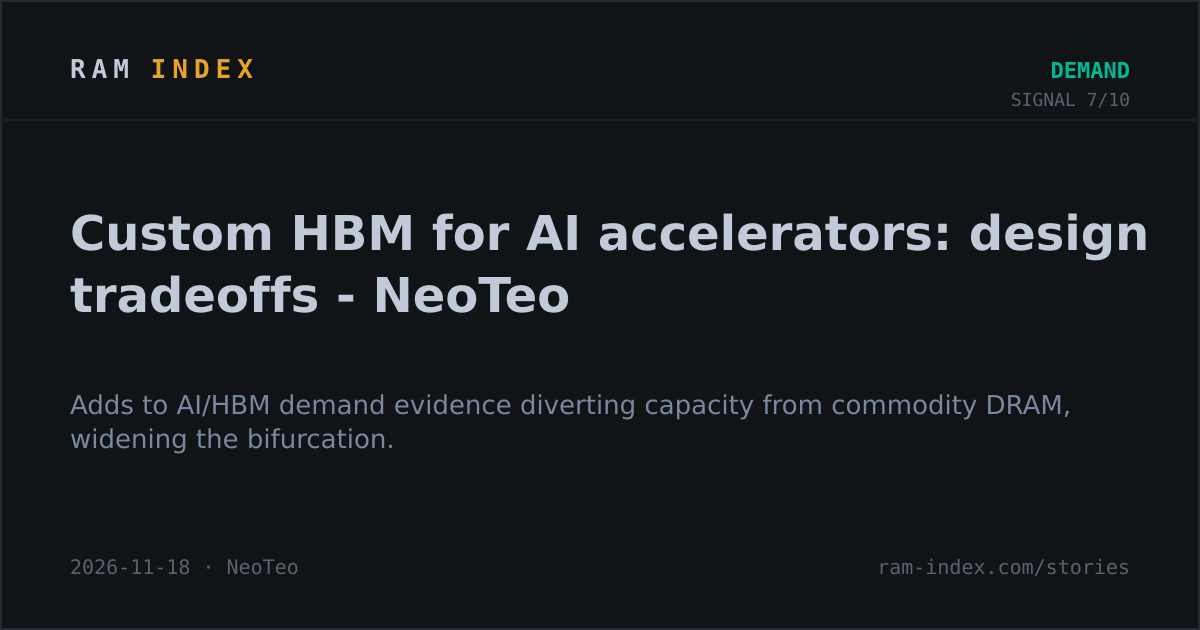 RAM INDEX
DEMAND
SIGNAL 7/10
Custom HBM for AI accelerators: design
tradeoffs - NeoTeo
Adds to AI/HBM demand evidence diverting capacity from commodity DRAM,
widening the bifurcation.
2026-11-18 · NeoTeo
ram-index.com/stories